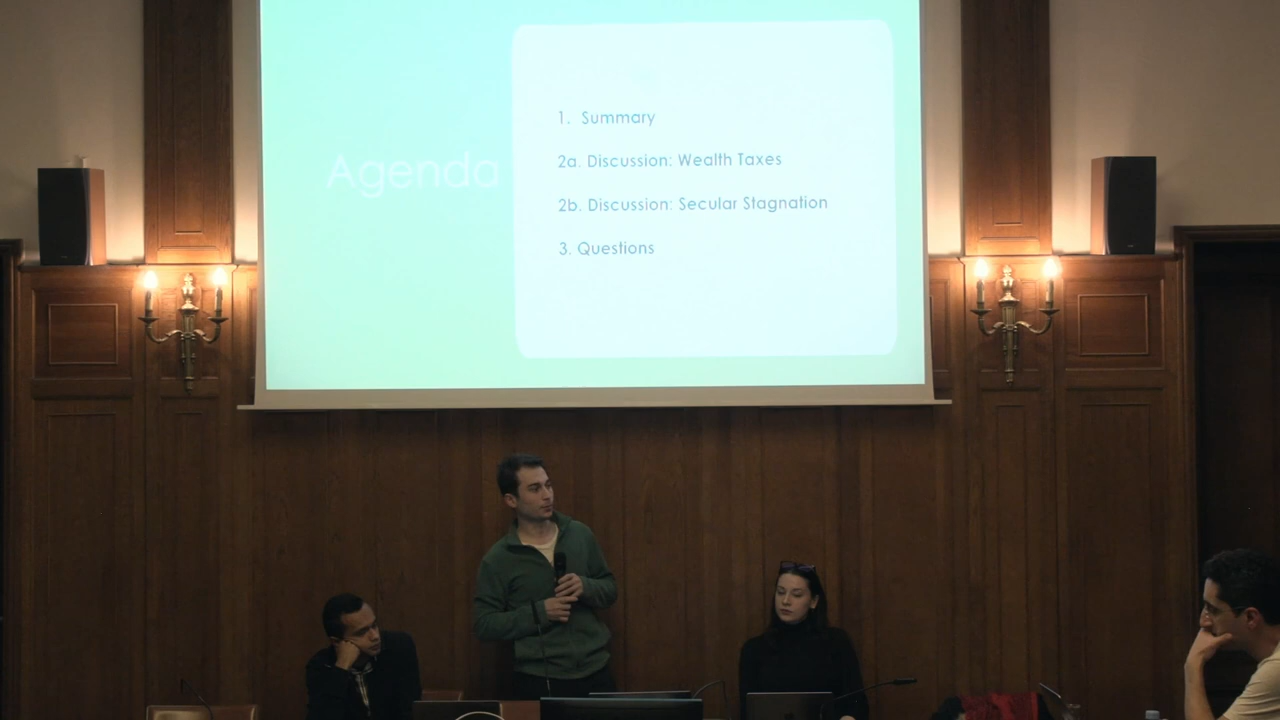 Agenda
1. Summary
2a. Discussion: Wealth Taxes
2b. Discussion: Secular Stagnation
3. Questions